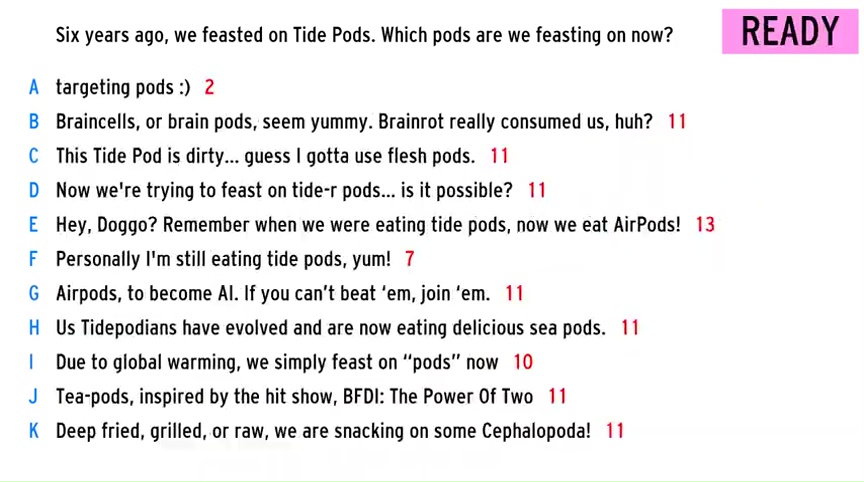 Six years ago, we feasted on Tide Pods. Which pods are we feasting on now?
READY
A targeting pods :) 2
B Braincells, or brain pods, seem yummy. Brainrot really consumed us, huh? 11
C This Tide Pod is dirty... guess I gotta use flesh pods. 11
D Now we're trying to feast on tide-r pods... is it possible? 11
E Hey, Doggo? Remember when we were eating tide pods, now we eat AirPods! 13
F Personally I'm still eating tide pods, yum! 7
G Airpods, to become AI. If you can't beat ‘em, join ‘em. 11
H Us Tidepodians have evolved and are now eating delicious sea pods. 11
I Due to global warming, we simply feast on “pods” now 10
J Tea-pods, inspired by the hit show, BFDI: The Power Of Two 11
K Deep fried, grilled, or raw, we are snacking on some Cephalopoda! 11